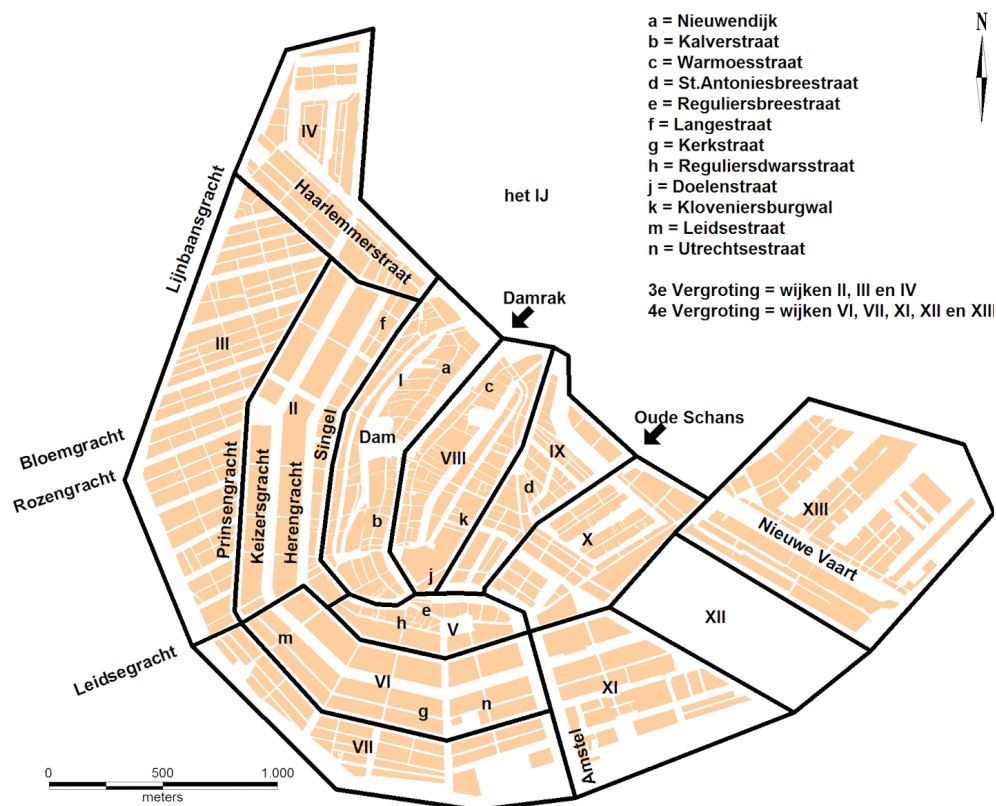 a = Nieuwendijk
b = Kalverstraat
c = Warmoesstraat
d = St.Antoniesbreestraat
e = Reguliersbreestraat
f = Langestraat
g = Kerkstraat
h = Reguliersdwarsstraat
j = Doelenstraat
k = Kloveniersburgwal
m = Leidsestraat
n = Utrechtsestraat
3e Vergroting = wijken II, III en IV
4e Vergroting = wijken VI, VII, XI, XII en XIII
N
IV
Haarlemmerstraat
het IJ
Lijnbaansgracht
Damrak
III
f
I
a
c
II
Singel
Dam
Oude Schans
Bloemgracht
Rozengracht
VIII
IX
d
Prinsengracht
Keizersgracht
Herengracht
b
k
X
XIII
Nieuwe Vaart
j
e
h
V
XII
m
Leidsegracht
VI
g
n
XI
VII
Amstel
0 500 1.000
meters